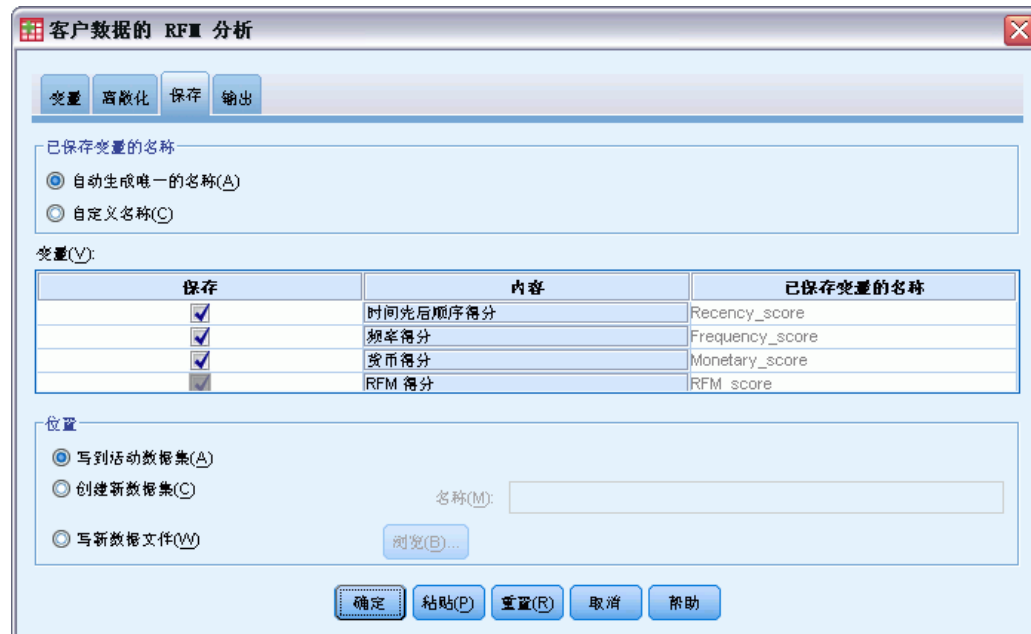 客户数据的 RFM 分析
变量 离散化 保存 输出
已保存变量的名称
自动生成唯一的名称(A)
自定义名称(C)
变量(V):
保存 内容 已保存变量的名称
时间先后顺序得分 Recency_score
频率得分 Frequency_score
货币得分 Monetary_score
RFM 得分 RFM_score
位置
写到活动数据集(A)
创建新数据集(C) 名称(M):
写新数据文件(W) 浏览(B)...
确定 粘贴(P) 重置(R) 取消 帮助